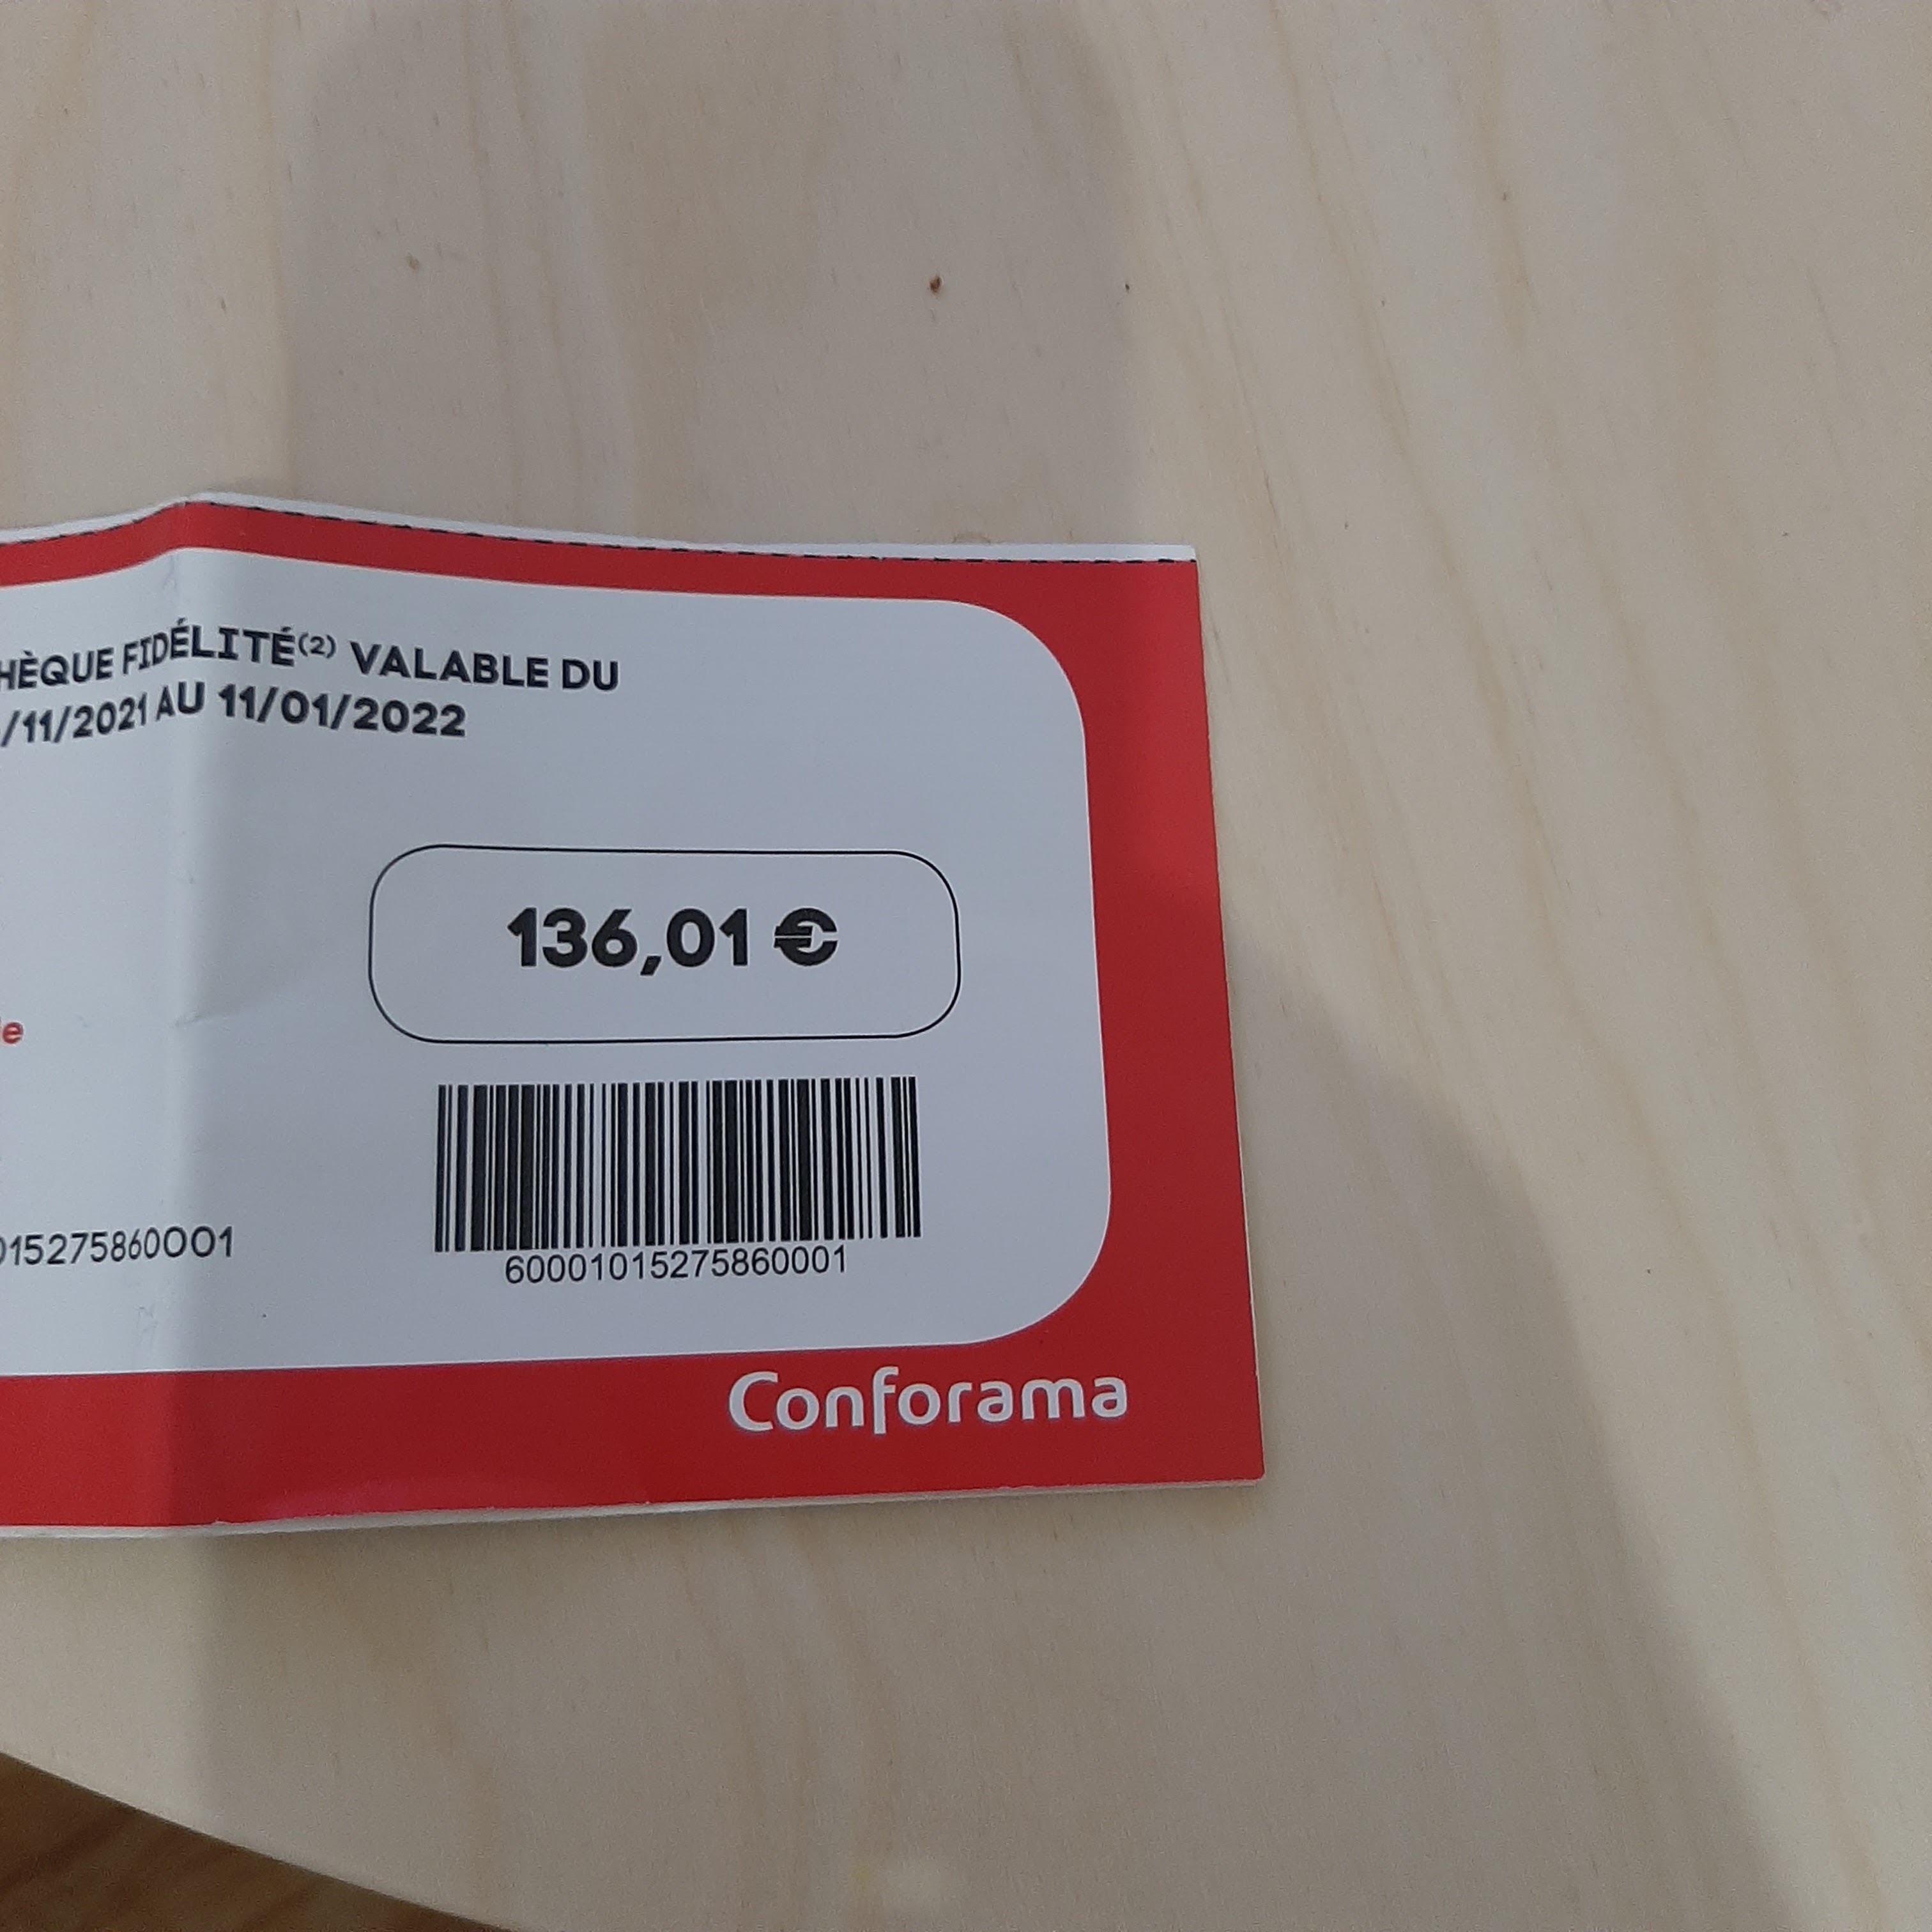 HÈQUE FIDÉLITÉ(2) VALABLE DU
/11/2021 AU 11/01/2022
136,01 €
e
015275860001
60001015275860001
Conforama